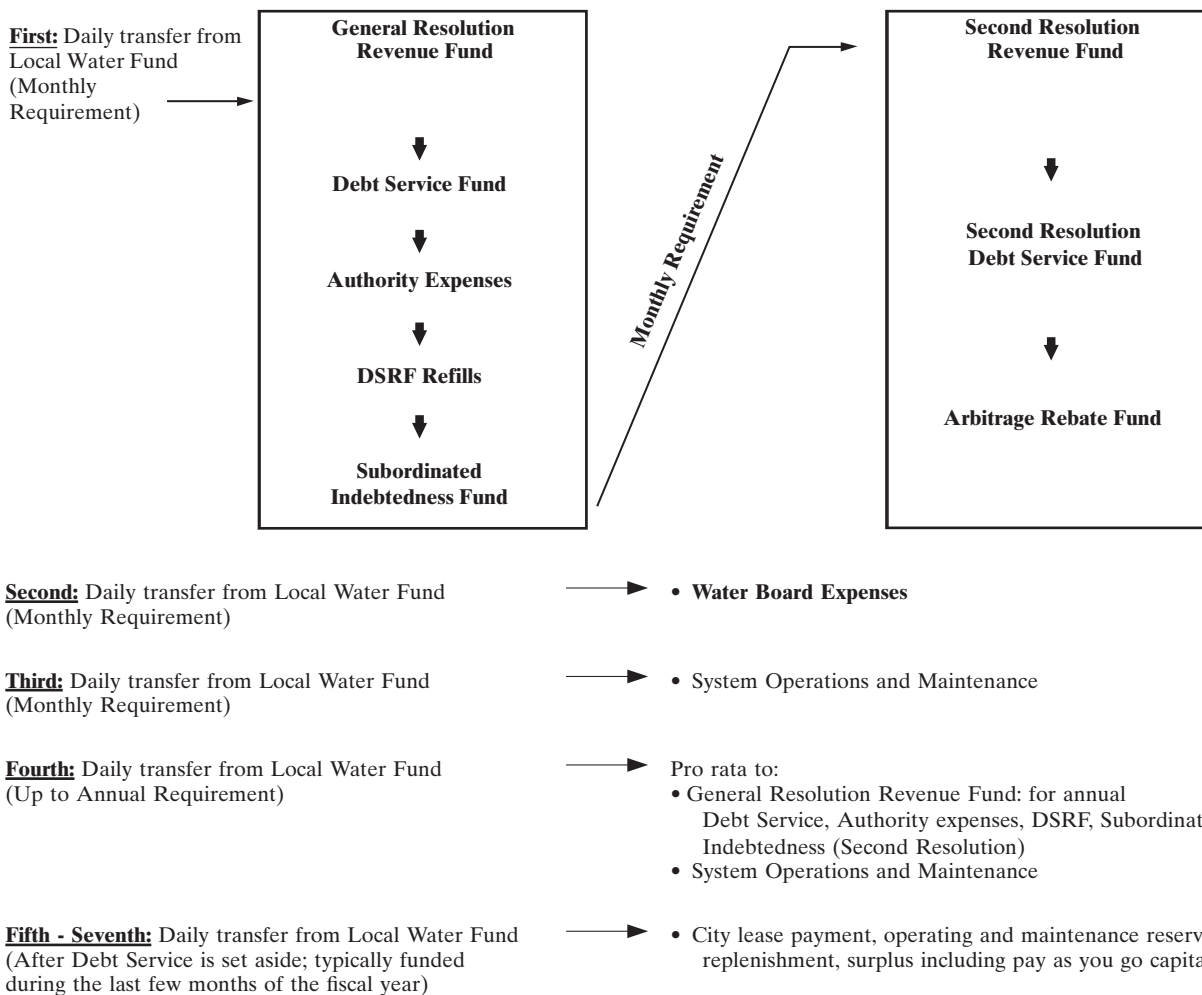 First: Daily transfer from
Local Water Fund
(Monthly
Requirement)
General Resolution
Revenue Fund
Debt Service Fund
Authority Expenses
DSRF Refills
Subordinated
Indebtedness Fund
Monthly Requirement
Second Resolution
Revenue Fund
Second Resolution
Debt Service Fund
Arbitrage Rebate Fund
Second: Daily transfer from Local Water Fund
(Monthly Requirement)
• Water Board Expenses
Third: Daily transfer from Local Water Fund
(Monthly Requirement)
• System Operations and Maintenance
Fourth: Daily transfer from Local Water Fund
(Up to Annual Requirement)
Pro rata to:
• General Resolution Revenue Fund: for annual
Debt Service, Authority expenses, DSRF, Subordinat
Indebtedness (Second Resolution)
• System Operations and Maintenance
Fifth - Seventh: Daily transfer from Local Water Fund
(After Debt Service is set aside; typically funded
during the last few months of the fiscal year)
• City lease payment, operating and maintenance reserv
replenishment, surplus including pay as you go capita